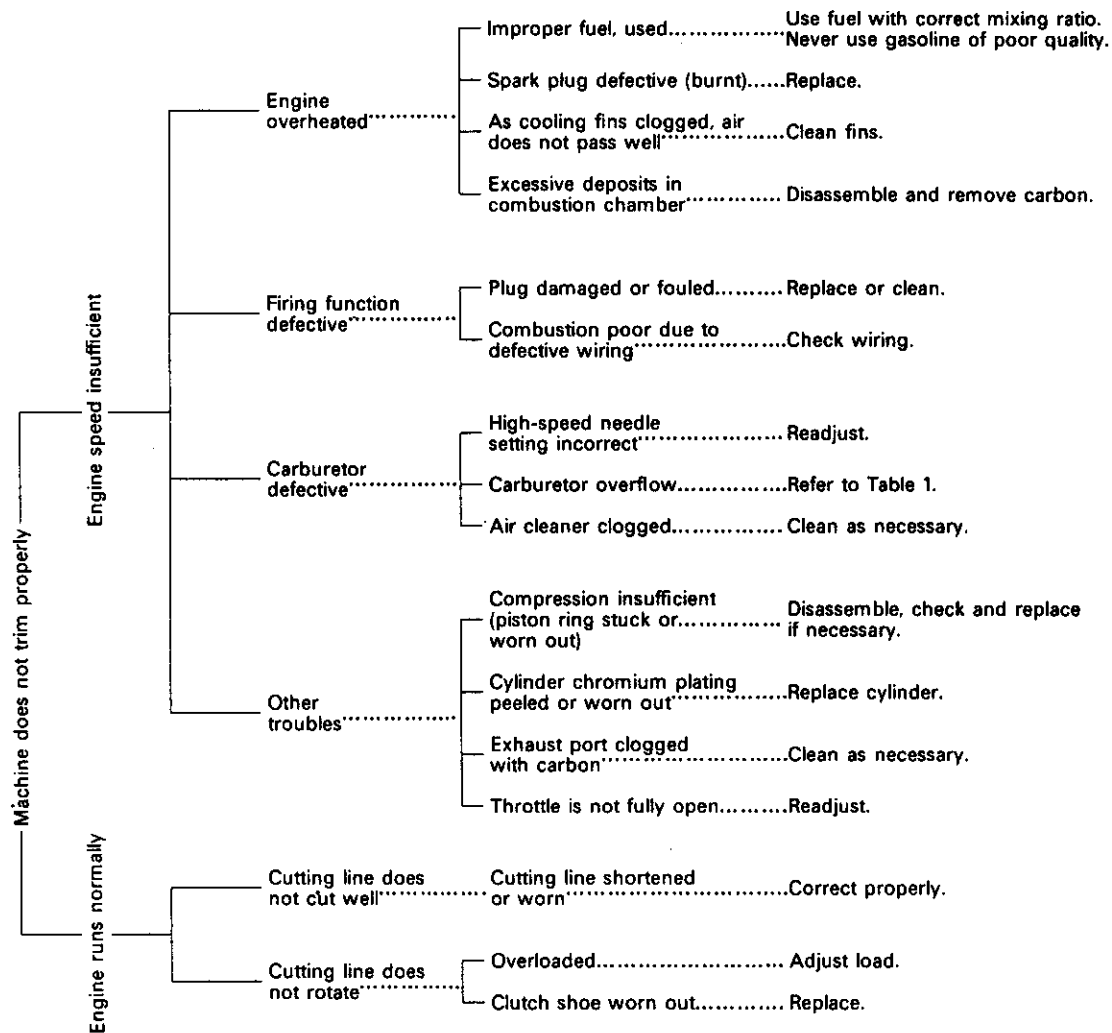 Machine does not trim properly
Engine speed insufficient
Engine
overheated
Improper fuel, used
Use fuel with correct mixing ratio.
Never use gasoline of poor quality.
Spark plug defective (burnt)......Replace.
As cooling fins clogged, air
does not pass well
Clean fins.
Excessive deposits in
combustion chamber
Disassemble and remove carbon.
Firing function
defective
Plug damaged or fouled...........Replace or clean.
Combustion poor due to
defective wiring
Check wiring.
Carburetor
defective
High-speed needle
setting incorrect
Readjust.
Carburetor overflow...............Refer to Table 1.
Air cleaner clogged...............Clean as necessary.
Other
troubles
Compression insufficient
(piston ring stuck or
worn out)
Disassemble, check and replace
if necessary.
Cylinder chromium plating
peeled or worn out
Replace cylinder.
Exhaust port clogged
with carbon
Clean as necessary.
Throttle is not fully open..........Readjust.
Engine runs normally
Cutting line does
not cut well
Cutting line shortened
or worn
Correct properly.
Cutting line does
not rotate
Overloaded..........................Adjust load.
Clutch shoe worn out.............Replace.